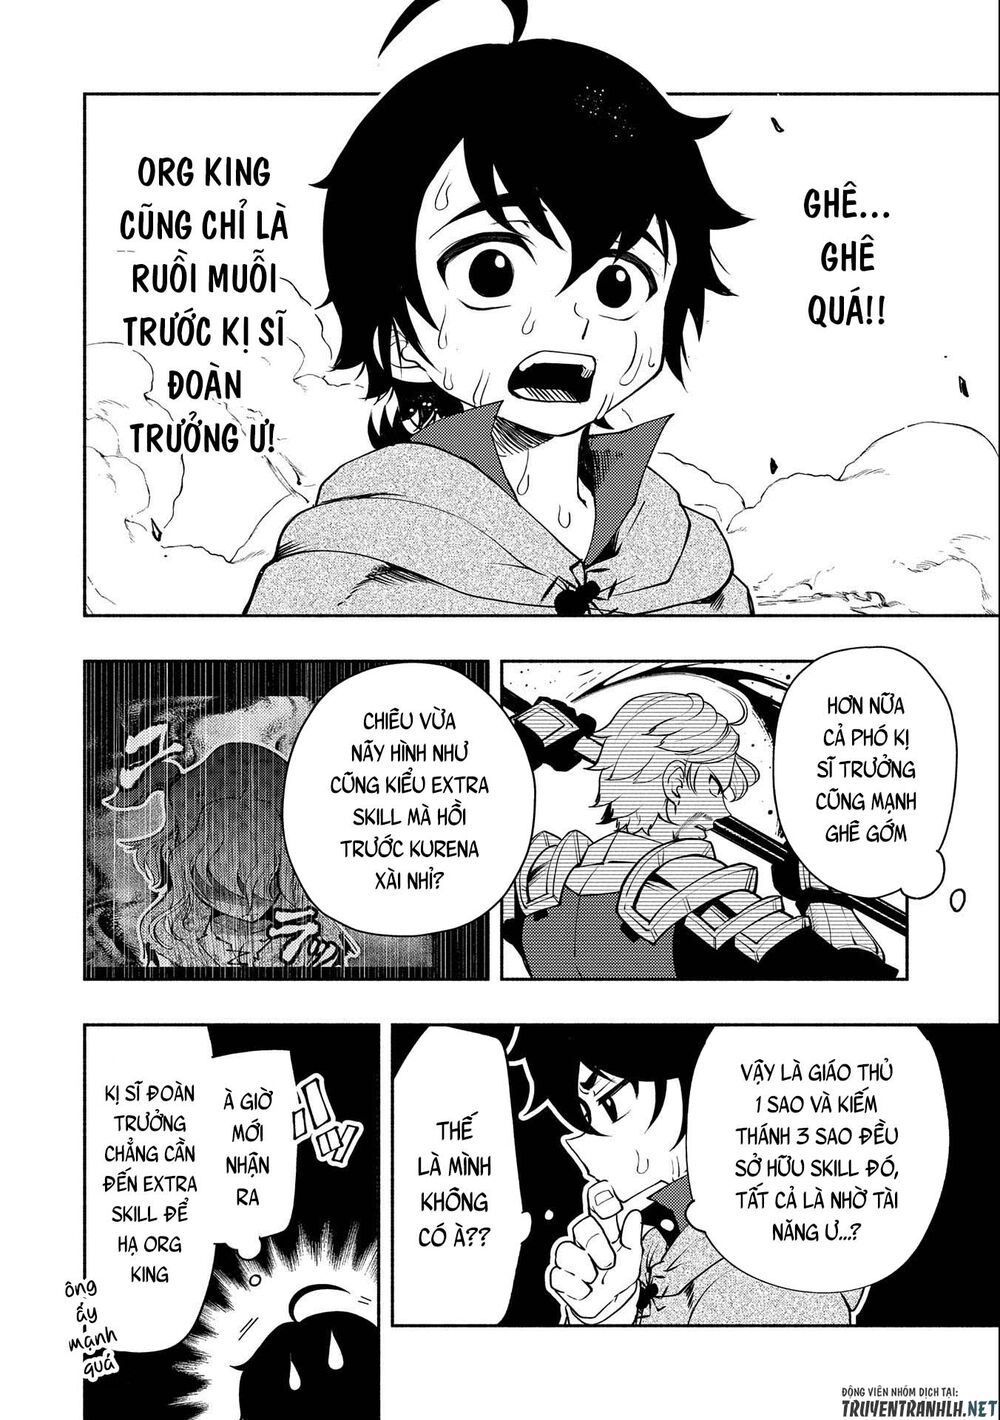 GHÊ...
GHÊ
QUÁ!!
ORG KING
CŨNG CHỈ LÀ
RUỒI MUỖI
TRƯỚC KỊ SĨ
ĐOÀN
TRƯỞNG Ư!
HƠN NỮA
CẢ PHÓ KỊ
SĨ TRƯỞNG
CŨNG MẠNH
GHÊ GỚM
CHIÊU VỪA
NÃY HÌNH NHƯ
CŨNG KIỂU EXTRA
SKILL MÀ HỒI
TRƯỚC KURENA
XÀI NHỈ?
VẬY LÀ GIÁO THỦ
1 SAO VÀ KIẾM
THÁNH 3 SAO ĐỀU
SỞ HỮU SKILL ĐÓ,
TẤT CẢ LÀ NHỜ TÀI
NĂNG Ư...?
THẾ
LÀ MÌNH
KHÔNG
CÓ À??
À GIỜ
MỚI
NHẬN
RA
KỊ SĨ ĐOÀN
TRƯỞNG
CHẲNG CẦN
ĐẾN EXTRA
SKILL ĐỂ
HẠ ORG
KING
ông
ấy
mạnh
quá
ĐỘNG VIÊN NHÓM DỊCH TẠI:
TRUYENTRANHLH.NET